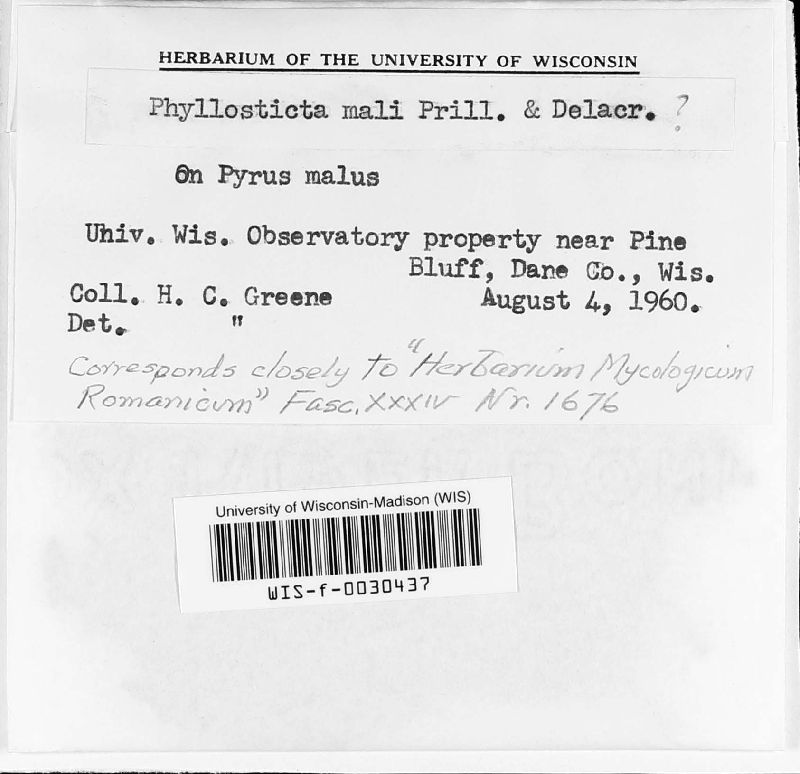 HERBARIUM OF THE UNIVERSITY OF WISCONSIN
Phyllosticta mali Prill. & Delacr. ?
On Pyrus malus
Univ. Wis. Observatory property near Pine
Bluff, Dane Co., Wis.
Coll. H. C. Greene August 4, 1960.
Det. "
Corresponds closely to "Herbarium Mycologicum
Romanicum" Fasc. XXXIV Nr. 1676
University of Wisconsin-Madison (WIS)
WIS-f-0030437